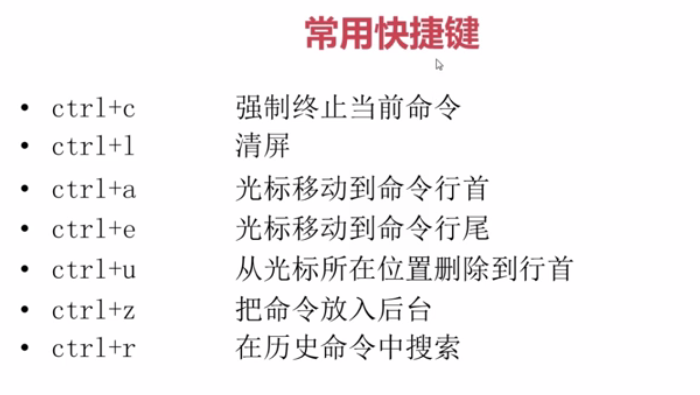 常用快捷键
• ctrl+c 强制终止当前命令
• ctrl+l 清屏
• ctrl+a 光标移动到命令行首
• ctrl+e 光标移动到命令行尾
• ctrl+u 从光标所在位置删除到行首
• ctrl+z 把命令放入后台
• ctrl+r 在历史命令中搜索